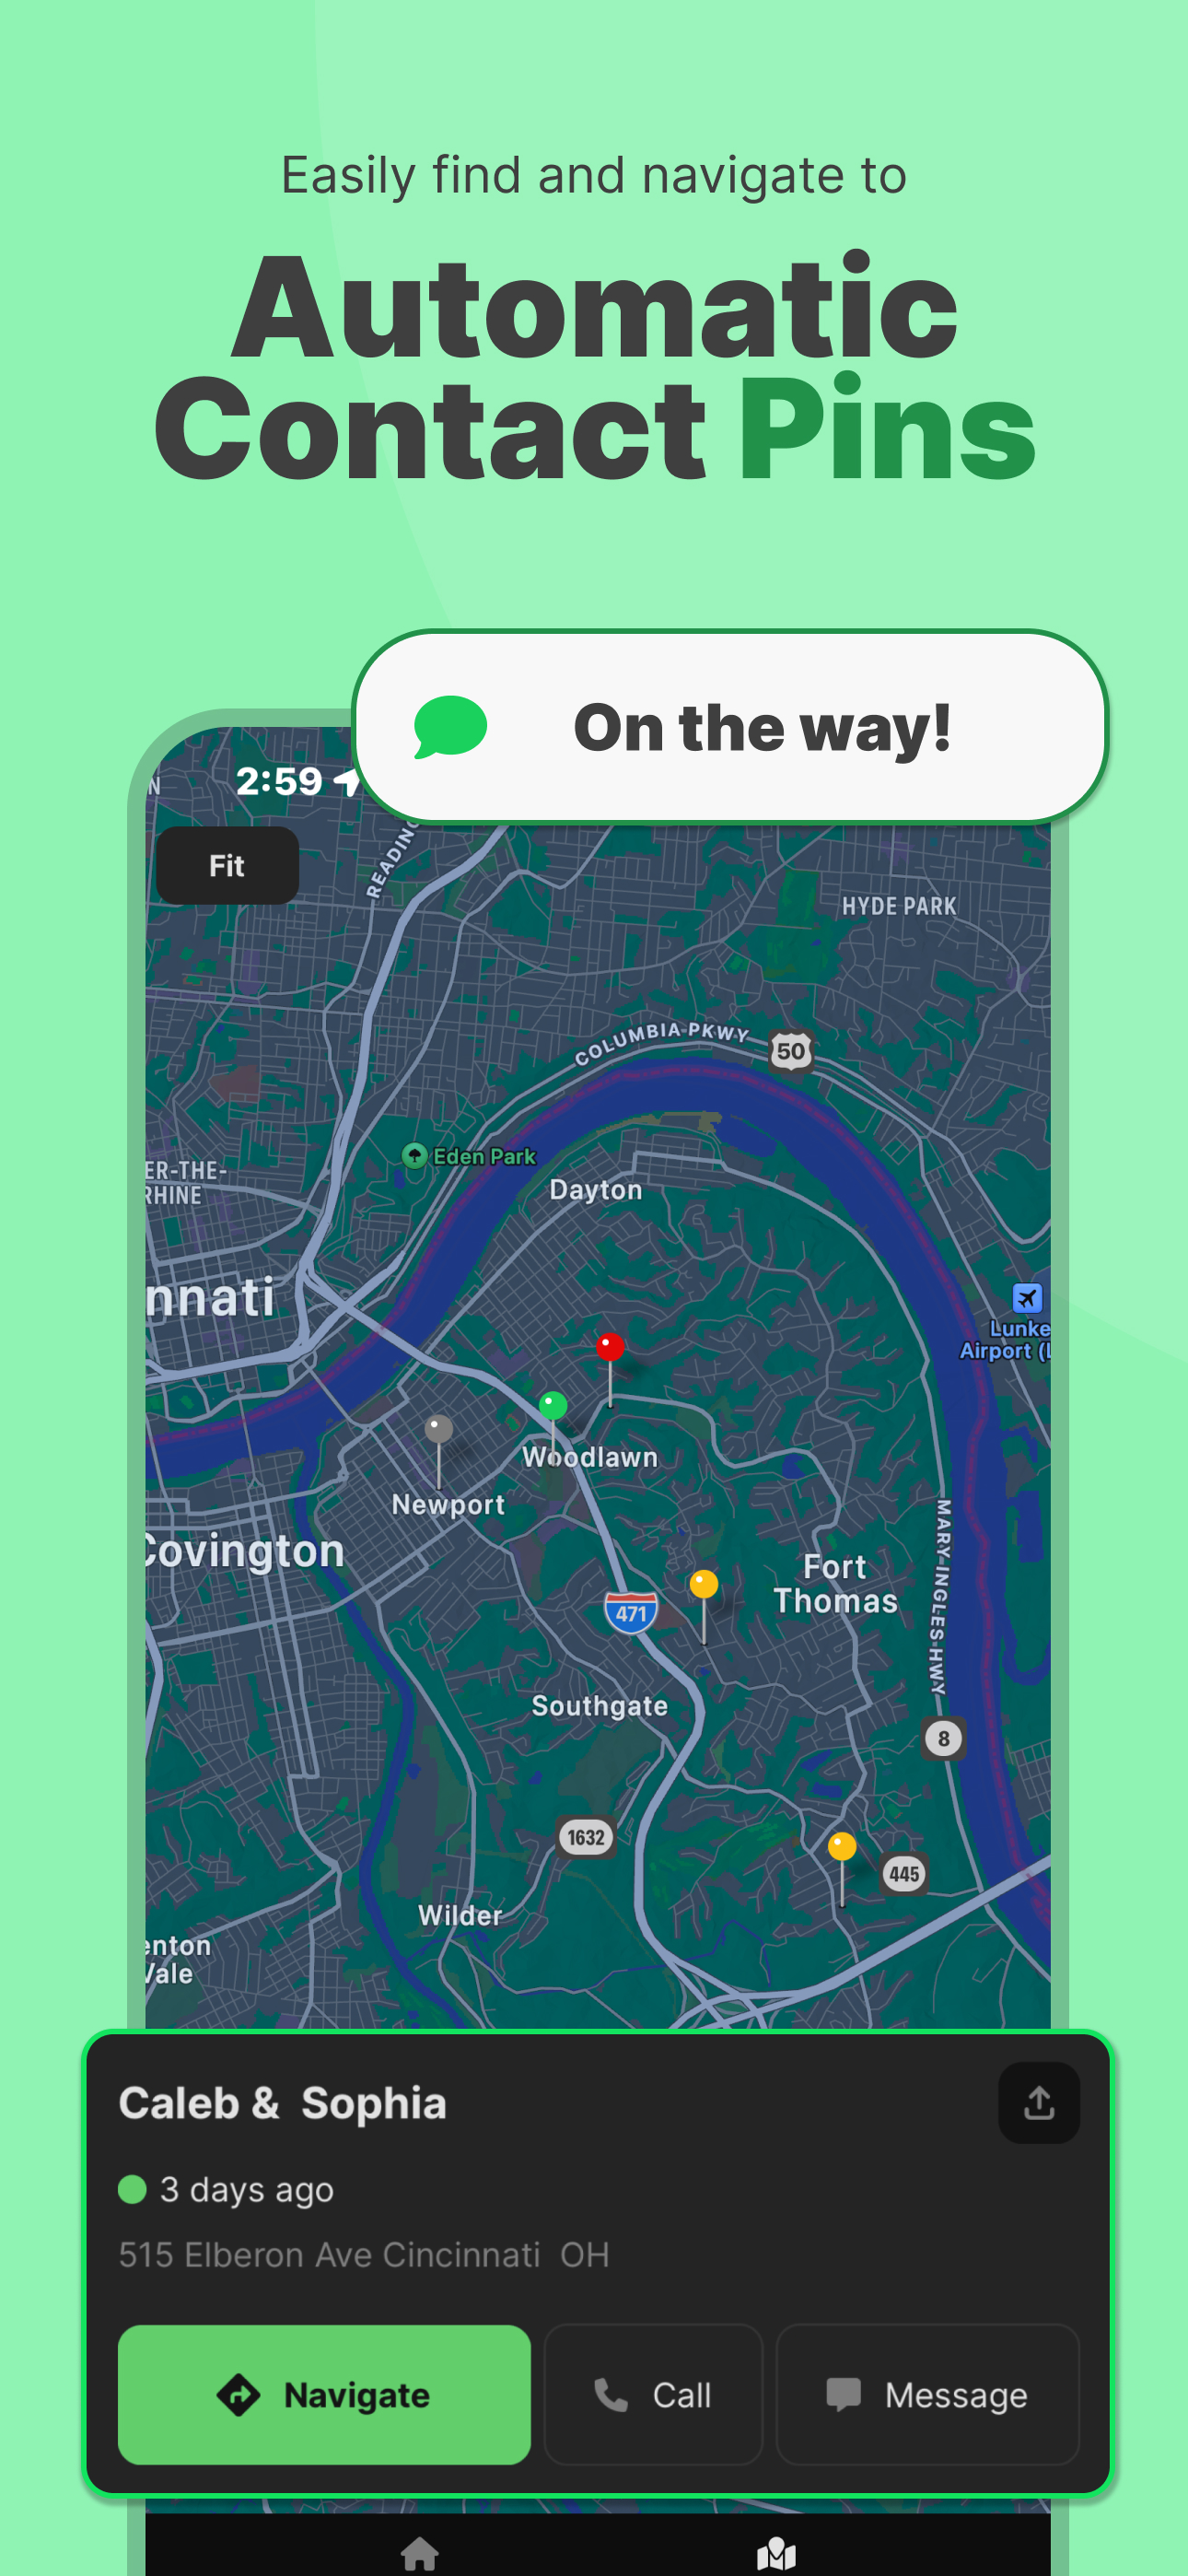 Easily find and navigate to
Automatic
Contact Pins
On the way!
2:59
Fit
READING
HYDE PARK
COLUMBIA PKWY
50
Eden Park
ER-THE-
RHINE
Dayton
nnati
Lunke
Airport (L
Woodlawn
Newport
Covington
Fort
Thomas
MARY INGLES HWY
471
Southgate
8
1632
445
Wilder
enton
Vale
Caleb & Sophia
3 days ago
515 Elberon Ave Cincinnati OH
Navigate
Call
Message